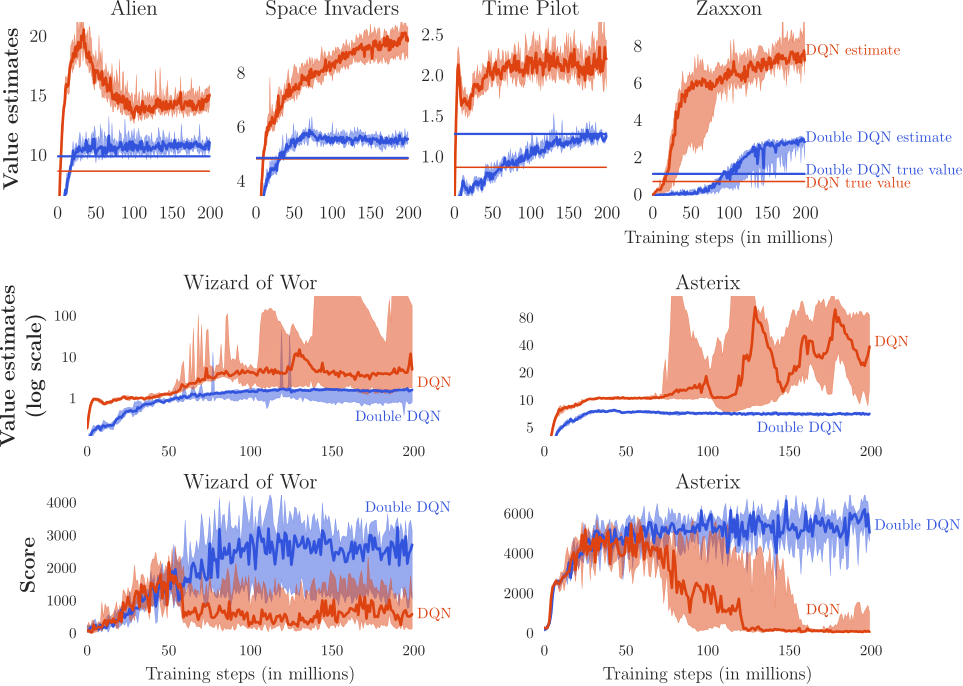 Alien
Space Invaders
Time Pilot
Zaxxon
Value estimates
20
15
10
0 50 100 150 200
8
6
4
0 50 100 150 200
2.5
2.0
1.5
1.0
0 50 100 150 200
8
6
4
2
0
0 50 100 150 200
DQN estimate
Double DQN estimate
Double DQN true value
DQN true value
Training steps (in millions)
Wizard of Wor
Asterix
Value estimates
(log scale)
100
10
1
0 50 100 150 200
DQN
Double DQN
80
40
20
10
5
0 50 100 150 200
DQN
Double DQN
Wizard of Wor
Asterix
Score
4000
3000
2000
1000
0
0 50 100 150 200
Double DQN
DQN
Training steps (in millions)
6000
4000
2000
0
0 50 100 150 200
Double DQN
DQN
Training steps (in millions)